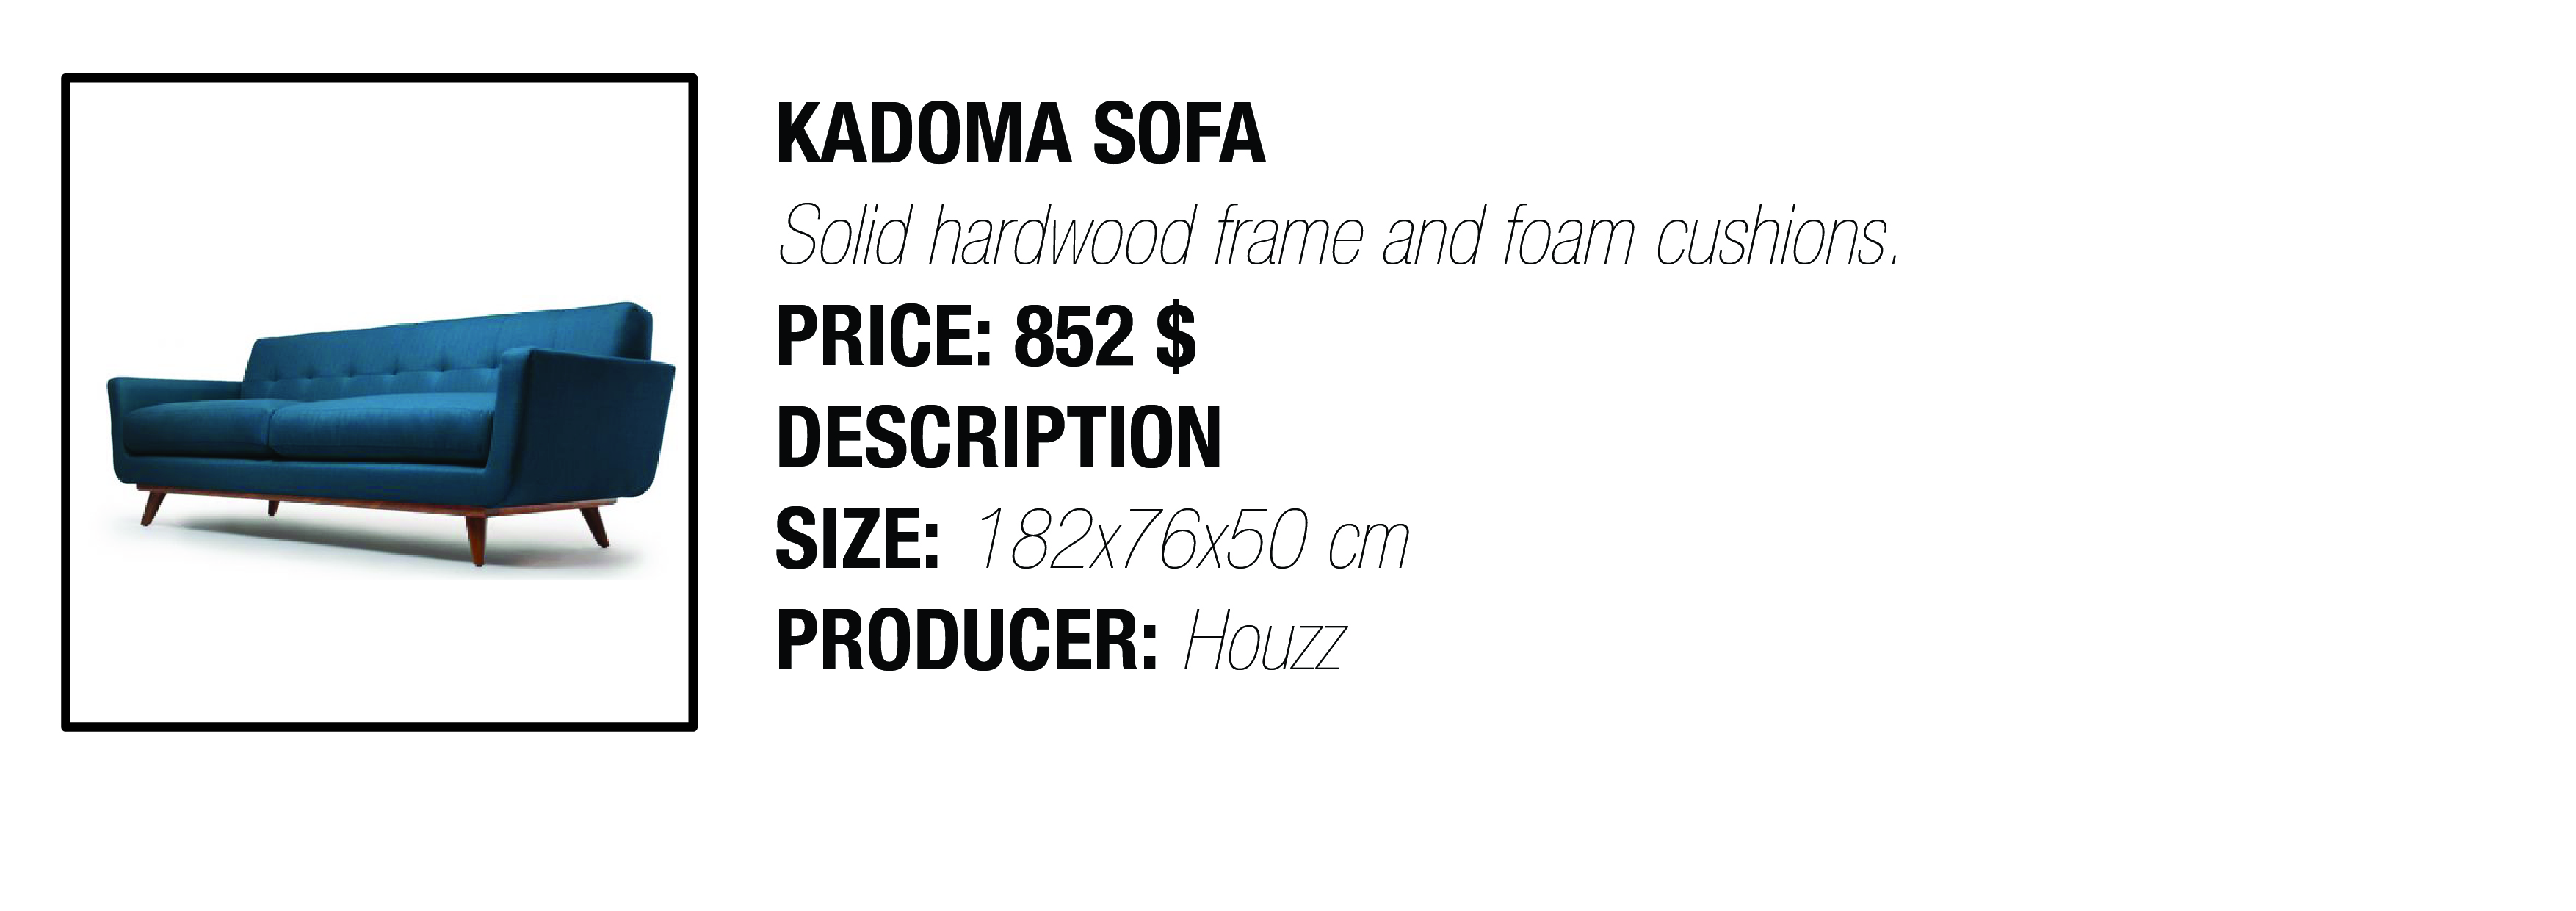 KADOMA SOFA
Solid hardwood frame and foam cushions.
PRICE: 852 $
DESCRIPTION
SIZE: 182x76x50 cm
PRODUCER: Houzz